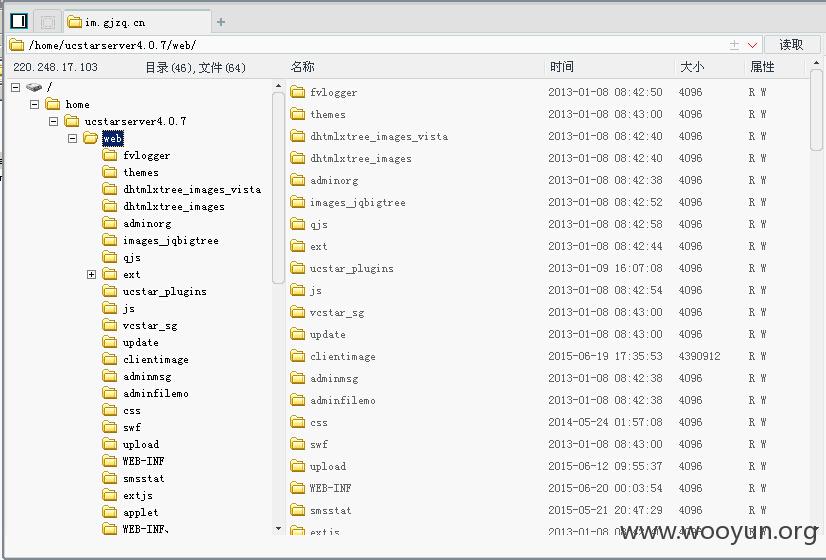 im.gjzq.cn
/home/ucstarserver4.0.7/web/ 读取
220.248.17.103 目录(46),文件(64) 名称 时间 大小 属性
/
home
ucstarserver4.0.7
web
fvlogger
themes
dhtmlxtree_images_vista
dhtmlxtree_images
adminorg
images_jqbigtree
qjs
ext
ucstar_plugins
js
vcstar_sg
update
clientimage
adminmsg
adminfilemo
css
swf
upload
WEB-INF
smsstat
extjs
applet
WEB-INF、
fvlogger 2013-01-08 08:42:50 4096 R W
themes 2013-01-08 08:43:00 4096 R W
dhtmlxtree_images_vista 2013-01-08 08:42:40 4096 R W
dhtmlxtree_images 2013-01-08 08:42:40 4096 R W
adminorg 2013-01-08 08:42:38 4096 R W
images_jqbigtree 2013-01-08 08:42:52 4096 R W
qjs 2013-01-08 08:42:58 4096 R W
ext 2013-01-08 08:42:44 4096 R W
ucstar_plugins 2013-01-09 16:07:08 4096 R W
js 2013-01-08 08:42:54 4096 R W
vcstar_sg 2013-01-08 08:43:00 4096 R W
update 2013-01-08 08:43:00 4096 R W
clientimage 2015-06-19 17:35:53 4390912 R W
adminmsg 2013-01-08 08:42:38 4096 R W
adminfilemo 2013-01-08 08:42:38 4096 R W
css 2014-05-24 01:57:08 4096 R W
swf 2013-01-08 08:43:00 4096 R W
upload 2015-06-12 09:55:37 4096 R W
WEB-INF 2015-06-20 00:03:54 4096 R W
smsstat 2015-05-21 20:47:29 4096 R W
extjs 2013-01-08
www.wooyun.org